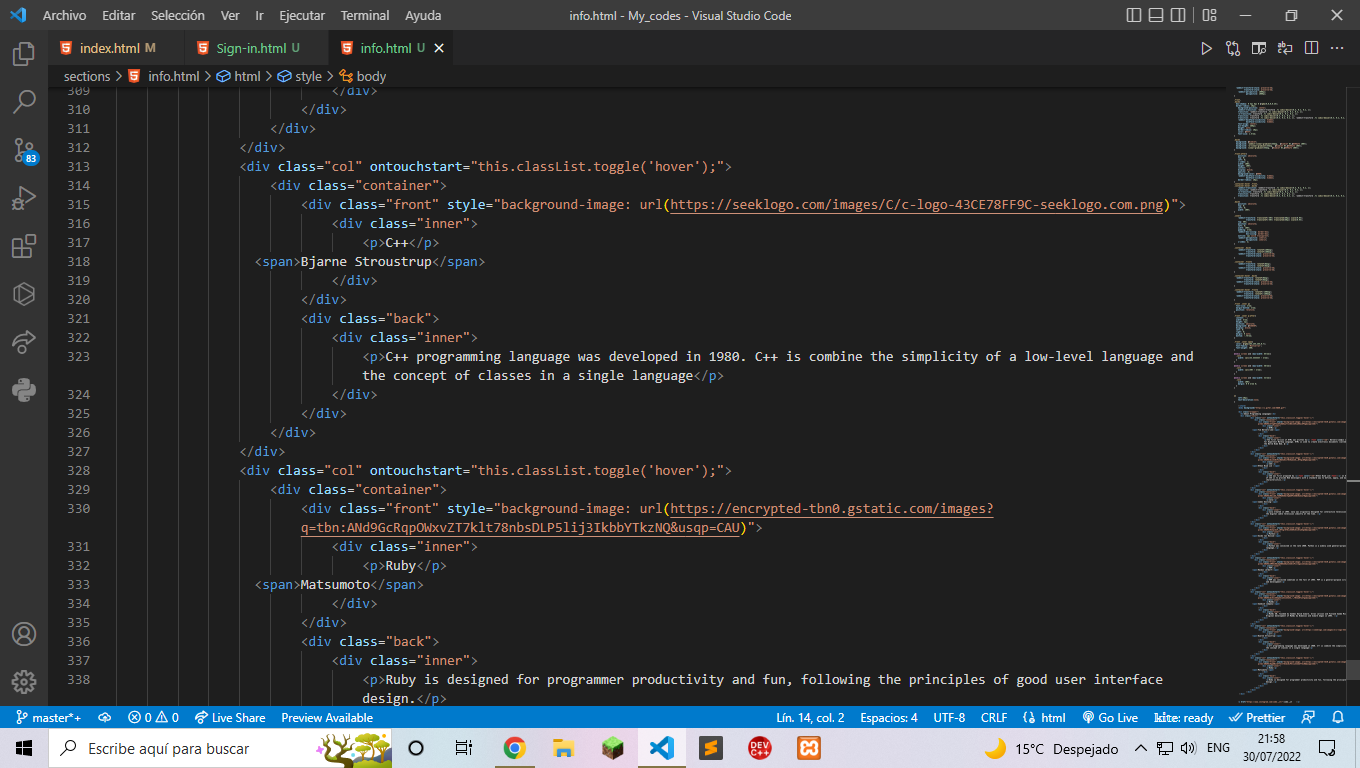 Archivo Editar Selección Ver Ir Ejecutar Terminal Ayuda info.html - My_codes - Visual Studio Code
index.html M Sign-in.html U info.html U
sections > info.html > html > style > body
309 </div>
310 </div>
311 </div>
312 </div>
313 <div class="col" ontouchstart="this.classList.toggle('hover');">
314 <div class="container">
315 <div class="front" style="background-image: url(https://seeklogo.com/images/C/c-logo-43CE78FF9C-seeklogo.com.png)">
316 <div class="inner">
317 <p>C++</p>
318 <span>Bjarne Stroustrup</span>
319 </div>
320 </div>
321 <div class="back">
322 <div class="inner">
323 <p>C++ programming language was developed in 1980. C++ is combine the simplicity of a low-level language and
the concept of classes in a single language</p>
324 </div>
325 </div>
326 </div>
327 </div>
328 <div class="col" ontouchstart="this.classList.toggle('hover');">
329 <div class="container">
330 <div class="front" style="background-image: url(https://encrypted-tbn0.gstatic.com/images?
q=tbn:ANd9GcRqpOWxvZT7klt78nbsDLP5lij3IkbbYTkzNQ&usqp=CAU)">
331 <div class="inner">
332 <p>Ruby</p>
333 <span>Matsumoto</span>
334 </div>
335 </div>
336 <div class="back">
337 <div class="inner">
338 <p>Ruby is designed for programmer productivity and fun, following the principles of good user interface
design.</p>
83
master*+ 0 0 Live Share Preview Available Lín. 14, col. 2 Espacios: 4 UTF-8 CRLF html Go Live kite: ready Prettier
Escribe aquí para buscar DEV C++ 15°C Despejado ENG 21:58
30/07/2022